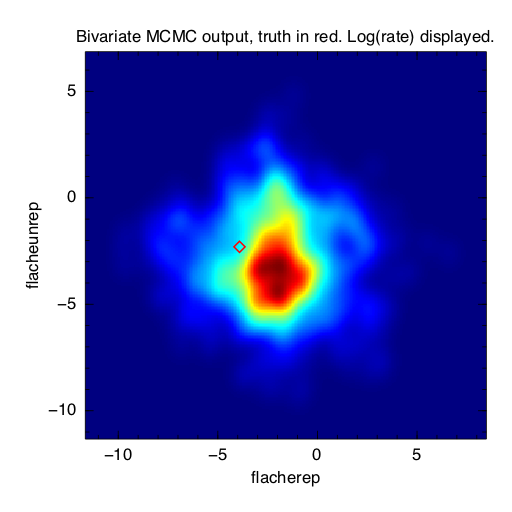 Bivariate MCMC output, truth in red. Log(rate) displayed.
5
0
−5
−10
flacheunrep
−10 −5 0 5
flacherep